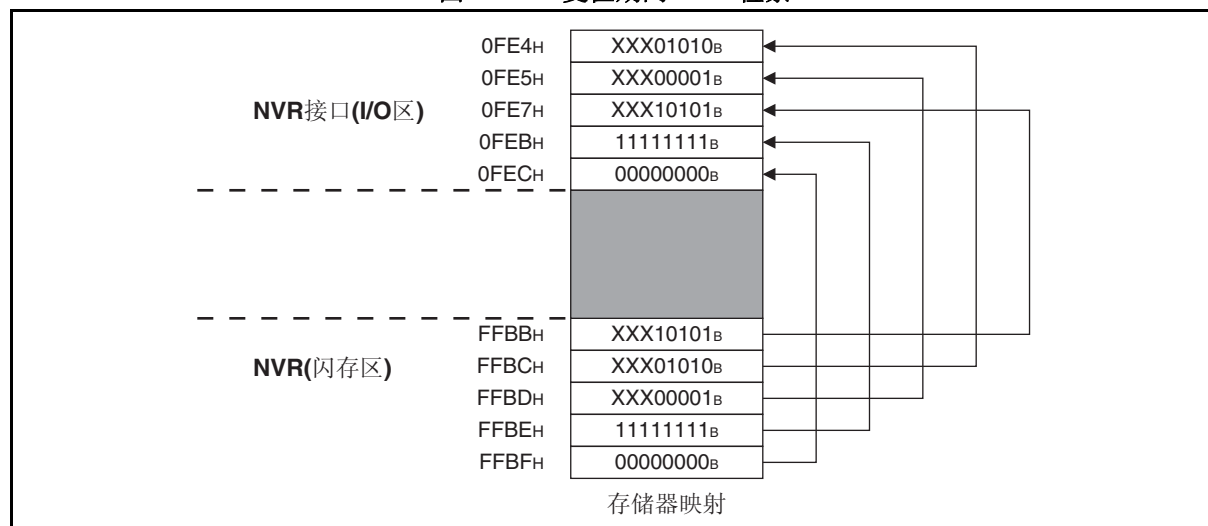 0FE4H XXX01010B
0FE5H XXX00001B
NVR接口(I/O区) 0FE7H XXX10101B
0FEBH 11111111B
0FECH 00000000B
FFBBH XXX10101B
NVR(闪存区) FFBCH XXX01010B
FFBDH XXX00001B
FFBEH 11111111B
FFBFH 00000000B
存储器映射